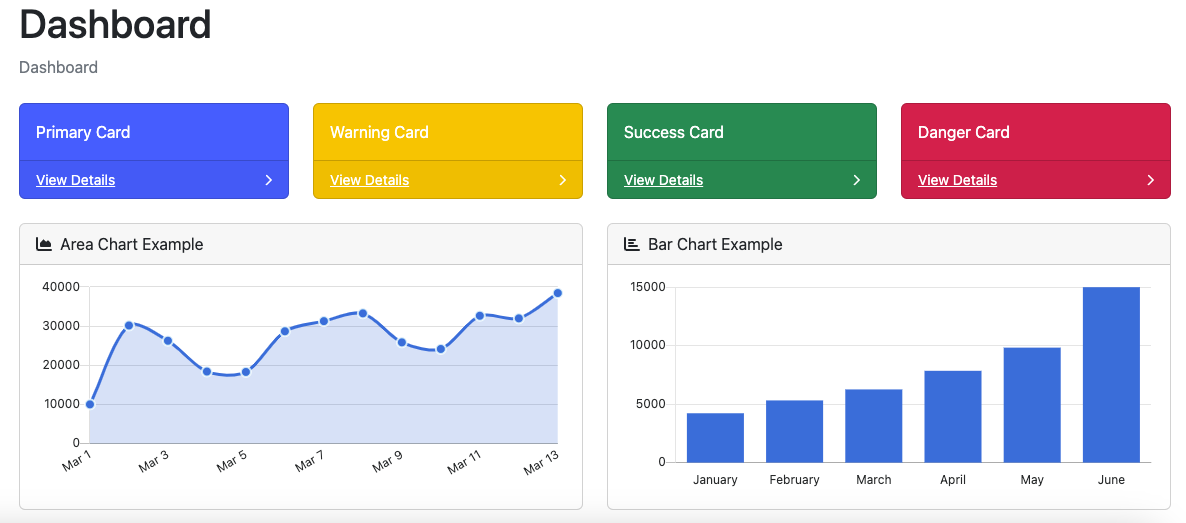 Dashboard
Dashboard
Primary Card
View Details
Warning Card
View Details
Success Card
View Details
Danger Card
View Details
Area Chart Example
40000
30000
20000
10000
0
Mar 1
Mar 3
Mar 5
Mar 7
Mar 9
Mar 11
Mar 13
Bar Chart Example
15000
10000
5000
0
January
February
March
April
May
June